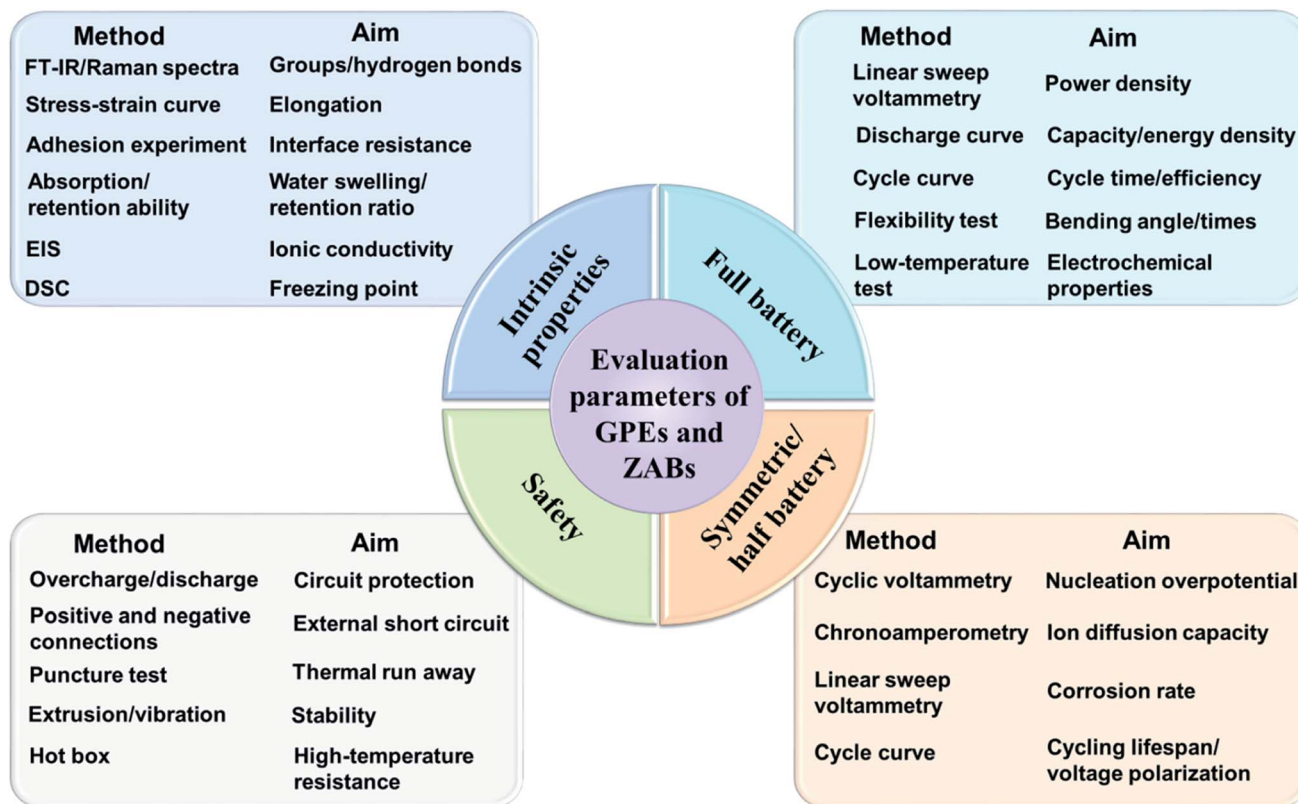 Method Aim
FT-IR/Raman spectra Groups/hydrogen bonds
Stress-strain curve Elongation
Adhesion experiment Interface resistance
Absorption/ Water swelling/
retention ability retention ratio
EIS Ionic conductivity
DSC Freezing point
Method Aim
Linear sweep
voltammetry Power density
Discharge curve Capacity/energy density
Cycle curve Cycle time/efficiency
Flexibility test Bending angle/times
Low-temperature Electrochemical
test properties
Intrinsic
properties
Full battery
Evaluation
parameters of
GPEs and
ZABs
Safety
Symmetric/
half battery
Method Aim
Overcharge/discharge Circuit protection
Positive and negative
connections External short circuit
Puncture test Thermal run away
Extrusion/vibration Stability
Hot box High-temperature
resistance
Method Aim
Cyclic voltammetry Nucleation overpotential
Chronoamperometry Ion diffusion capacity
Linear sweep
voltammetry Corrosion rate
Cycle curve Cycling lifespan/
voltage polarization